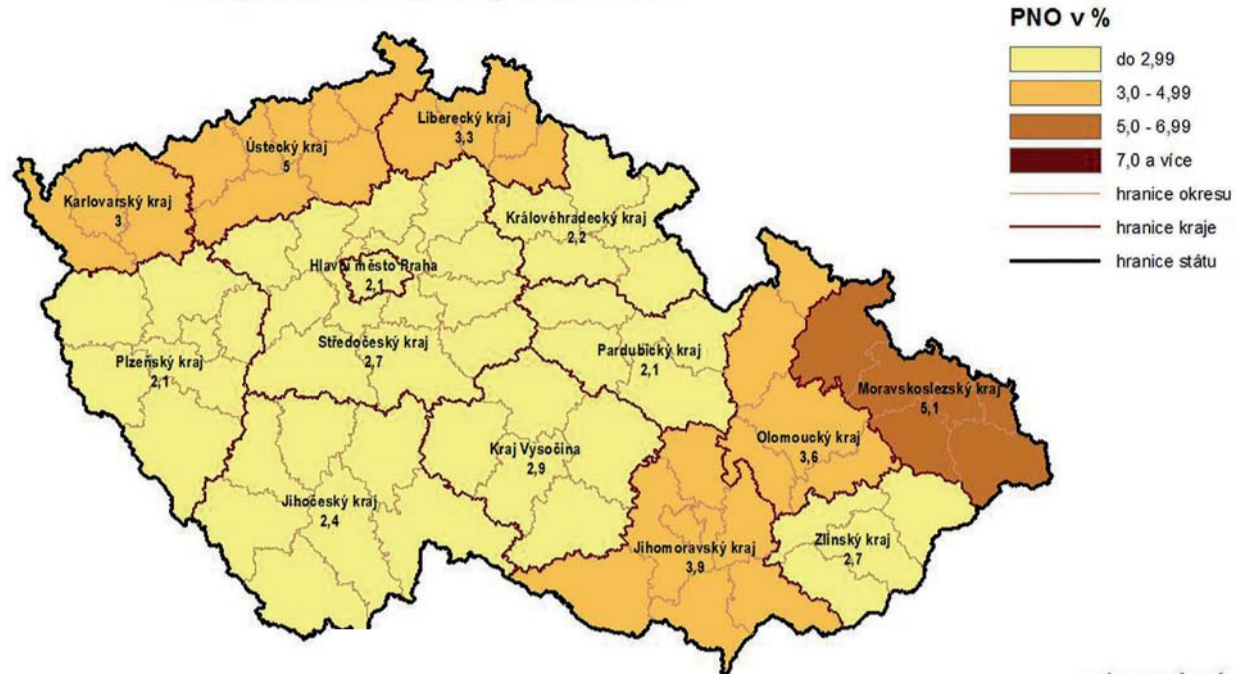 PNO v %
do 2,99
3,0 - 4,99
5,0 - 6,99
7,0 a více
hranice okresu
hranice kraje
hranice státu
Liberecký kraj
3,3
Ústecký kraj
5
Karlovarský kraj
3
Královéhradecký kraj
2,2
Hlavní město Praha
2,1
Středočeský kraj
2,7
Plzeňský kraj
2,1
Pardubický kraj
2,1
Moravskoslezský kraj
5,1
Olomoucký kraj
3,6
Kraj Vysočina
2,9
Jihočeský kraj
2,4
Jihomoravský kraj
3,9
Zlínský kraj
2,7